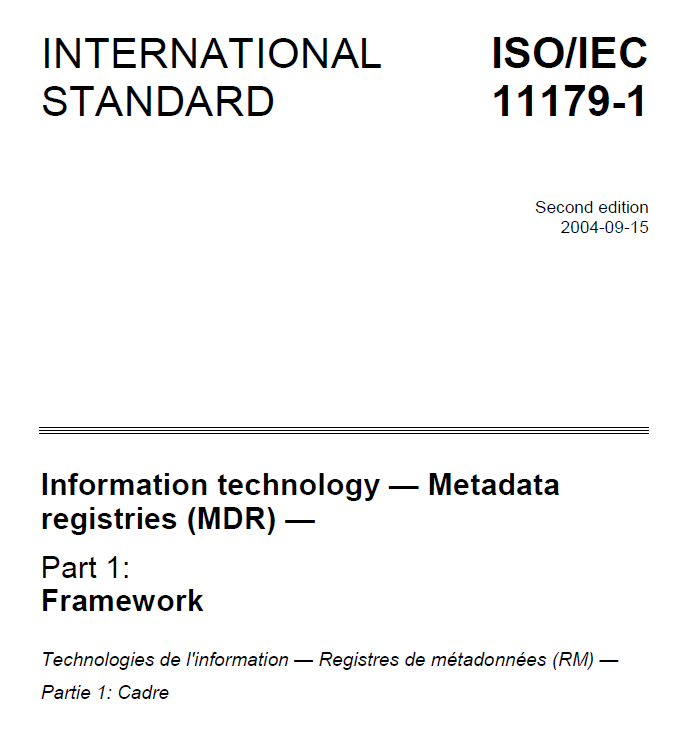 INTERNATIONAL
STANDARD
ISO/IEC
11179-1
Second edition
2004-09-15
Information technology — Metadata
registries (MDR) —
Part 1:
Framework
Technologies de l'information — Registres de métadonnées (RM) —
Partie 1: Cadre